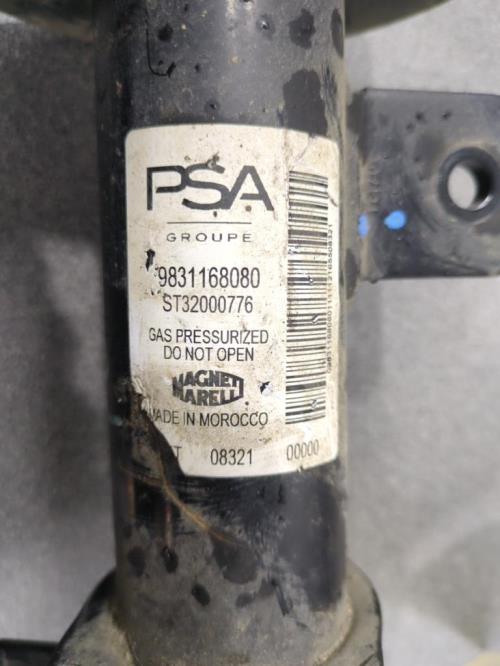 PSA
GROUPE
9831168080
ST32000776
GAS PRESSURIZED
DO NOT OPEN
MAGNETI
MARELLI
MADE IN MOROCCO
08321 00000